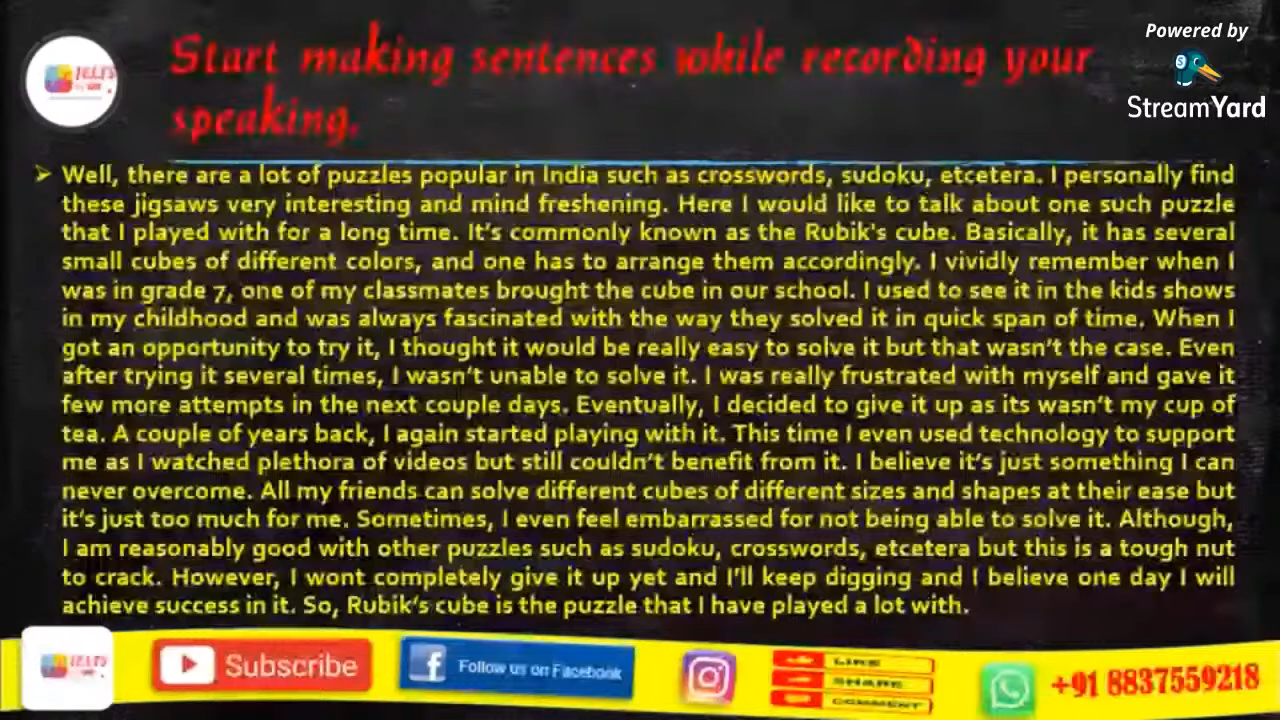 Powered by
StreamYard
Start making sentences while recording your
speaking.
➤ Well, there are a lot of puzzles popular in India such as crosswords, sudoku, etcetera. I personally find
these jigsaws very interesting and mind freshening. Here I would like to talk about one such puzzle
that I played with for a long time. It’s commonly known as the Rubik's cube. Basically, it has several
small cubes of different colors, and one has to arrange them accordingly. I vividly remember when I
was in grade 7, one of my classmates brought the cube in our school. I used to see it in the kids shows
in my childhood and was always fascinated with the way they solved it in quick span of time. When I
got an opportunity to try it, I thought it would be really easy to solve it but that wasn’t the case. Even
after trying it several times, I wasn’t unable to solve it. I was really frustrated with myself and gave it
few more attempts in the next couple days. Eventually, I decided to give it up as its wasn’t my cup of
tea. A couple of years back, I again started playing with it. This time I even used technology to support
me as I watched plethora of videos but still couldn’t benefit from it. I believe it’s just something I can
never overcome. All my friends can solve different cubes of different sizes and shapes at their ease but
it’s just too much for me. Sometimes, I even feel embarrassed for not being able to solve it. Although,
I am reasonably good with other puzzles such as sudoku, crosswords, etcetera but this is a tough nut
to crack. However, I wont completely give it up yet and I’ll keep digging and I believe one day I will
achieve success in it. So, Rubik’s cube is the puzzle that I have played a lot with.
IELTS
Subscribe
Follow us on Facebook
LIKE
SHARE
COMMENT
+91 8837559218